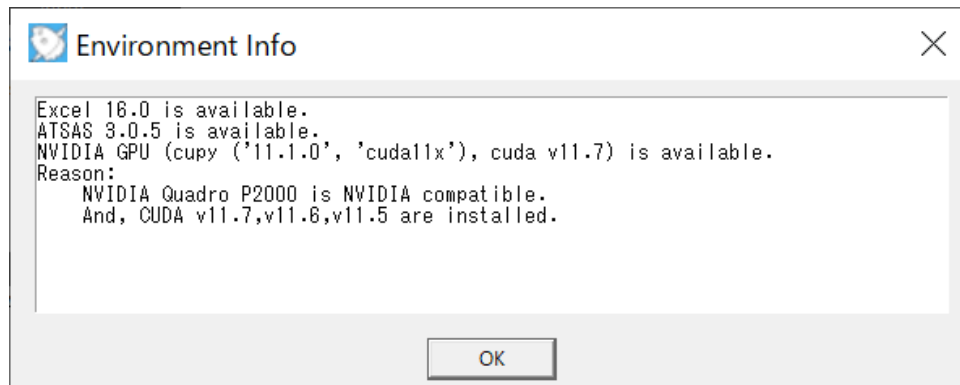 Environment Info
Excel 16.0 is available.
ATSAS 3.0.5 is available.
NVIDIA GPU (cupy ('11.1.0', 'cuda11x'), cuda v11.7) is available.
Reason:
    NVIDIA Quadro P2000 is NVIDIA compatible.
    And, CUDA v11.7,v11.6,v11.5 are installed.
OK